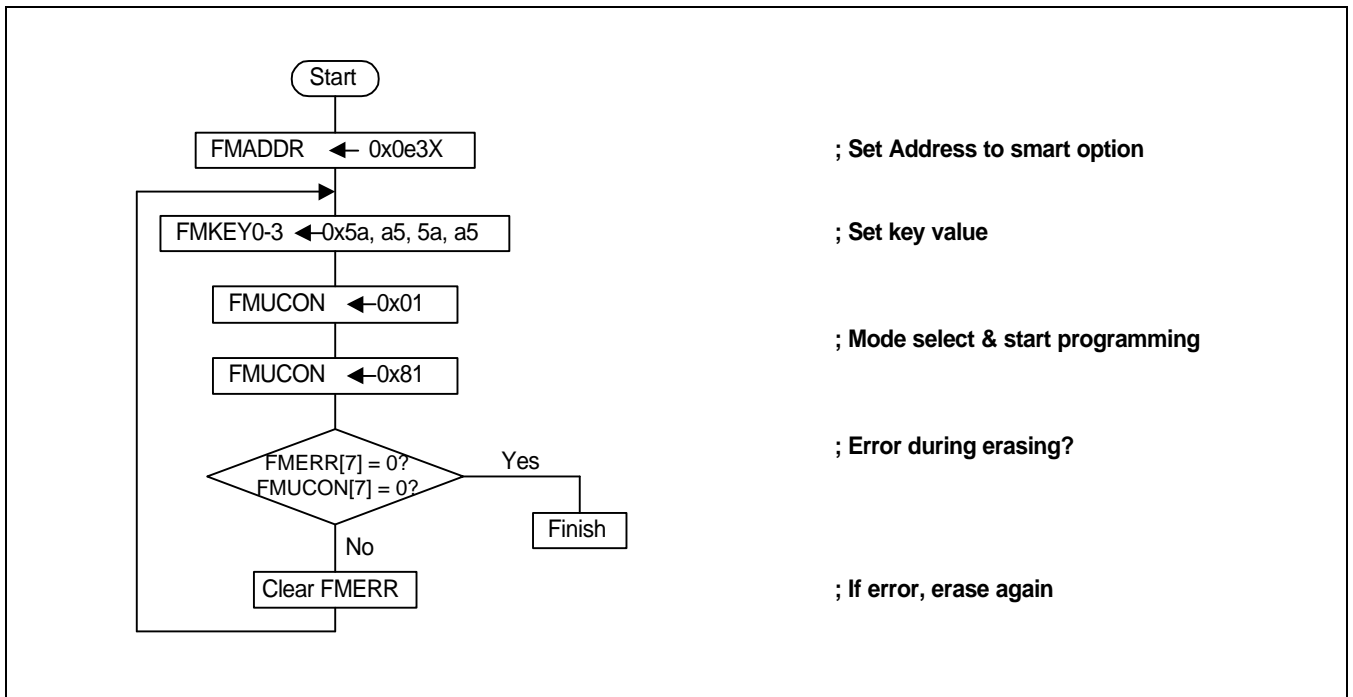 Start
FMADDR ← 0x0e3X ; Set Address to smart option
FMKEY0-3 ← 0x5a, a5, 5a, a5 ; Set key value
FMUCON ← 0x01
; Mode select & start programming
FMUCON ← 0x81
; Error during erasing?
FMERR[7] = 0? Yes
FMUCON[7] = 0?
Finish
No
Clear FMERR ; If error, erase again